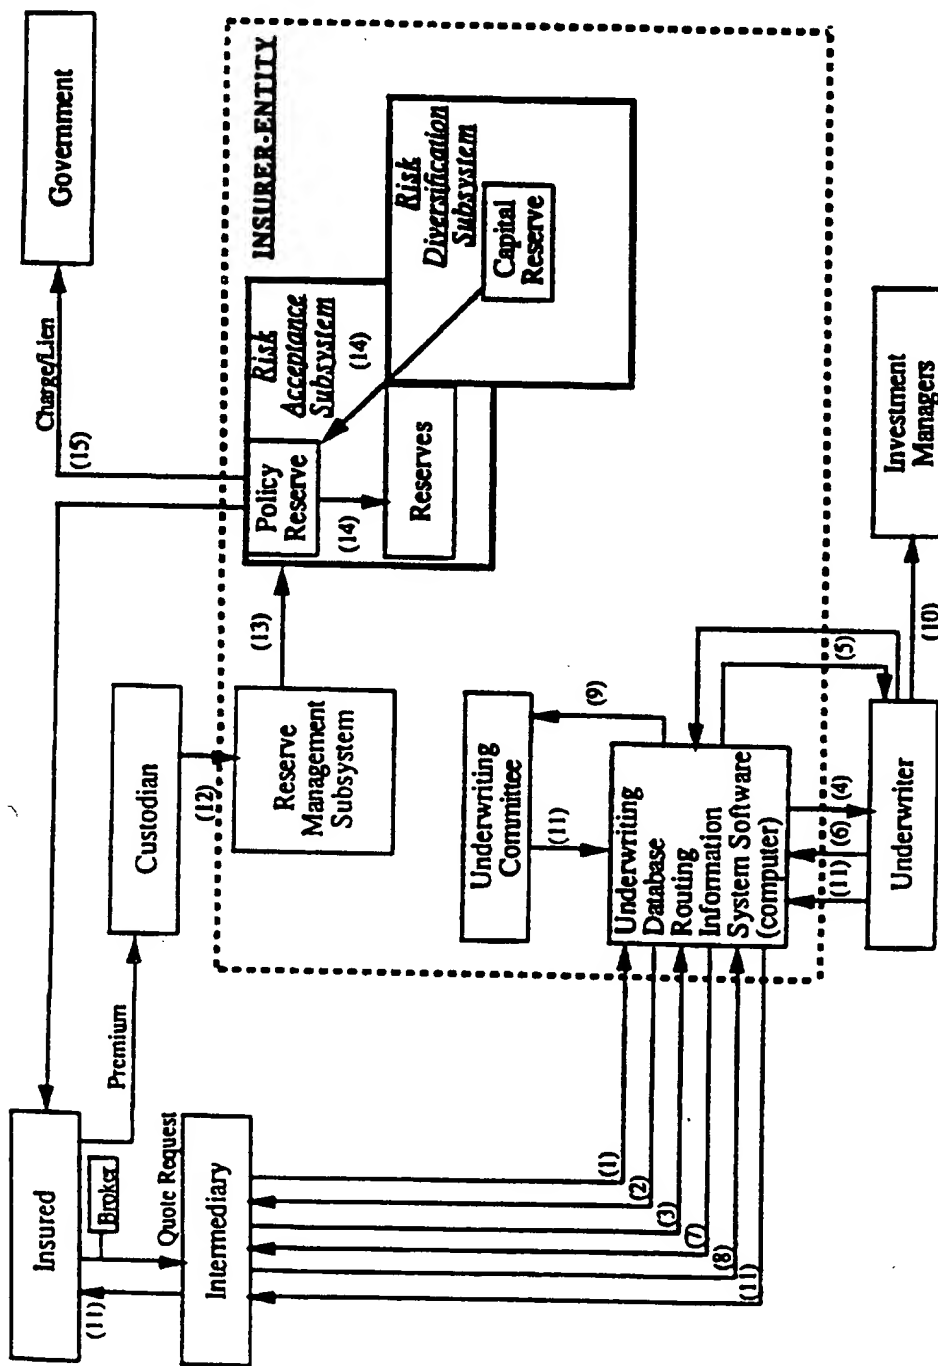 Insured
Broker
Quote Request
(11)
Intermediary
Premium
Custodian
(12)
Reserve
Management
Subsystem
(13)
Charge/Lien
(15)
Government
INSURER-ENTITY
Risk
Acceptance
Subsystem
(14)
Policy
Reserve
(14)
Reserves
Risk
Diversification
Subsystem
Capital
Reserve
Underwriting
Committee
(9)
(11)
Underwriting
Database
Routing
Information
System Software
(computer)
(1)
(2)
(3)
(7)
(8)
(11)
(11)
(6)
(4)
(5)
Underwriter
(10)
Investment
Managers